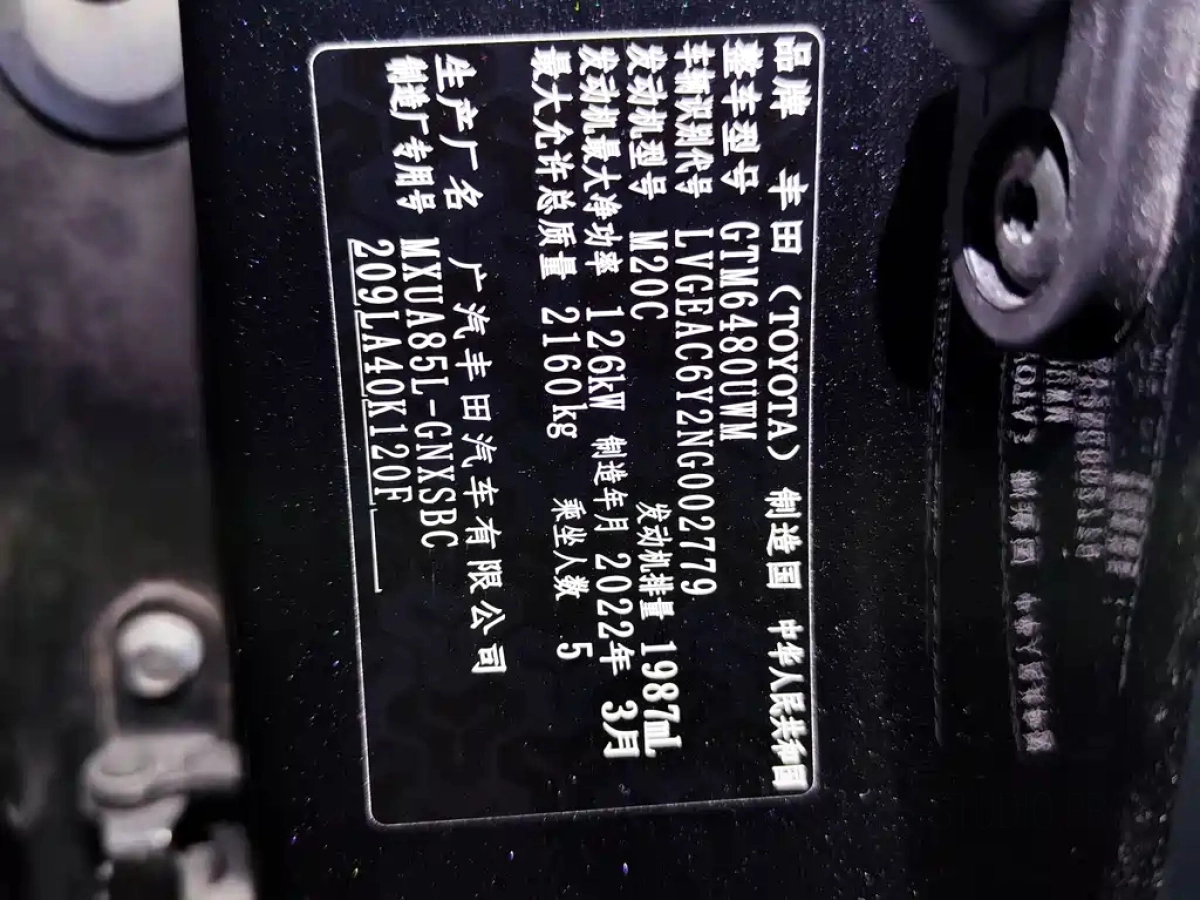 品牌 丰田（TOYOTA） 制造国 中华人民共和国
整车型号 GTM6480UWM
车辆识别代号 LVGEAC6Y2NG002779
发动机型号 M20C 发动机排量 1987mL
发动机最大净功率 126kW 制造年月 2022年 3月
最大允许总质量 2160kg 乘坐人数 5
生产厂名 广汽丰田汽车有限公司
制造厂专用号 MXUA85L-GNXSBC
209LA40K120F